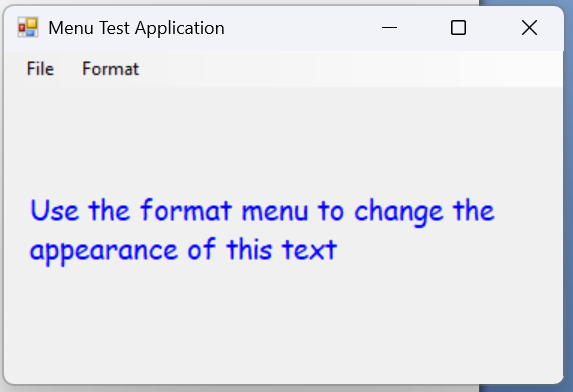 Menu Test Application
File Format
Use the format menu to change the
appearance of this text